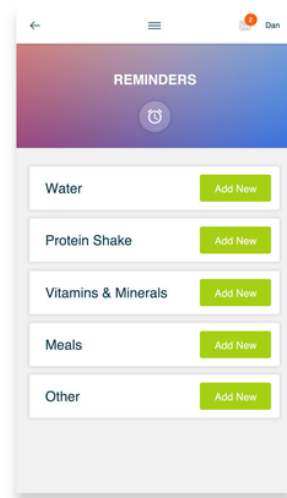 2
Dan
REMINDERS
Water
Add New
Protein Shake
Add New
Vitamins & Minerals
Add New
Meals
Add New
Other
Add New